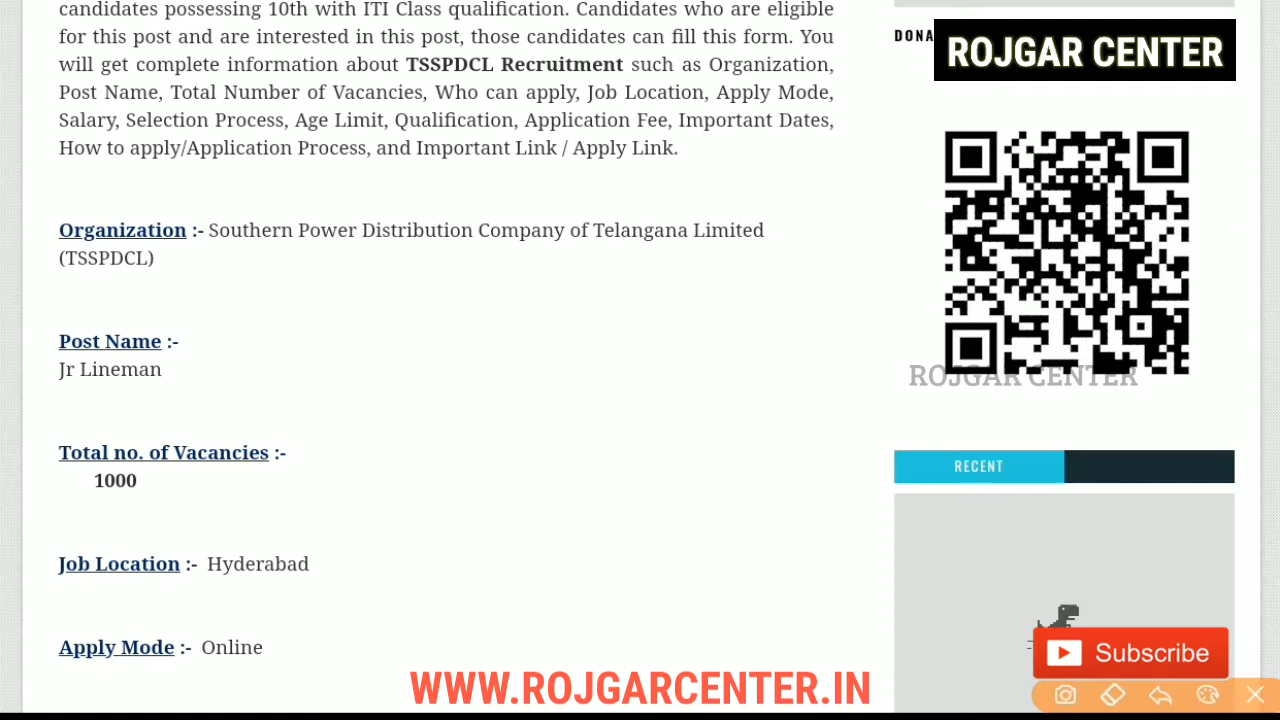 candidates possessing 10th with ITI Class qualification. Candidates who are eligible
for this post and are interested in this post, those candidates can fill this form. You
will get complete information about TSSPDCL Recruitment such as Organization,
Post Name, Total Number of Vacancies, Who can apply, Job Location, Apply Mode,
Salary, Selection Process, Age Limit, Qualification, Application Fee, Important Dates,
How to apply/Application Process, and Important Link / Apply Link.
Organization :- Southern Power Distribution Company of Telangana Limited
(TSSPDCL)
Post Name :-
Jr Lineman
Total no. of Vacancies :-
1000
Job Location :- Hyderabad
Apply Mode :- Online
WWW.ROJGARCENTER.IN
ROJGAR CENTER
ROJGAR CENTER
RECENT
Subscribe